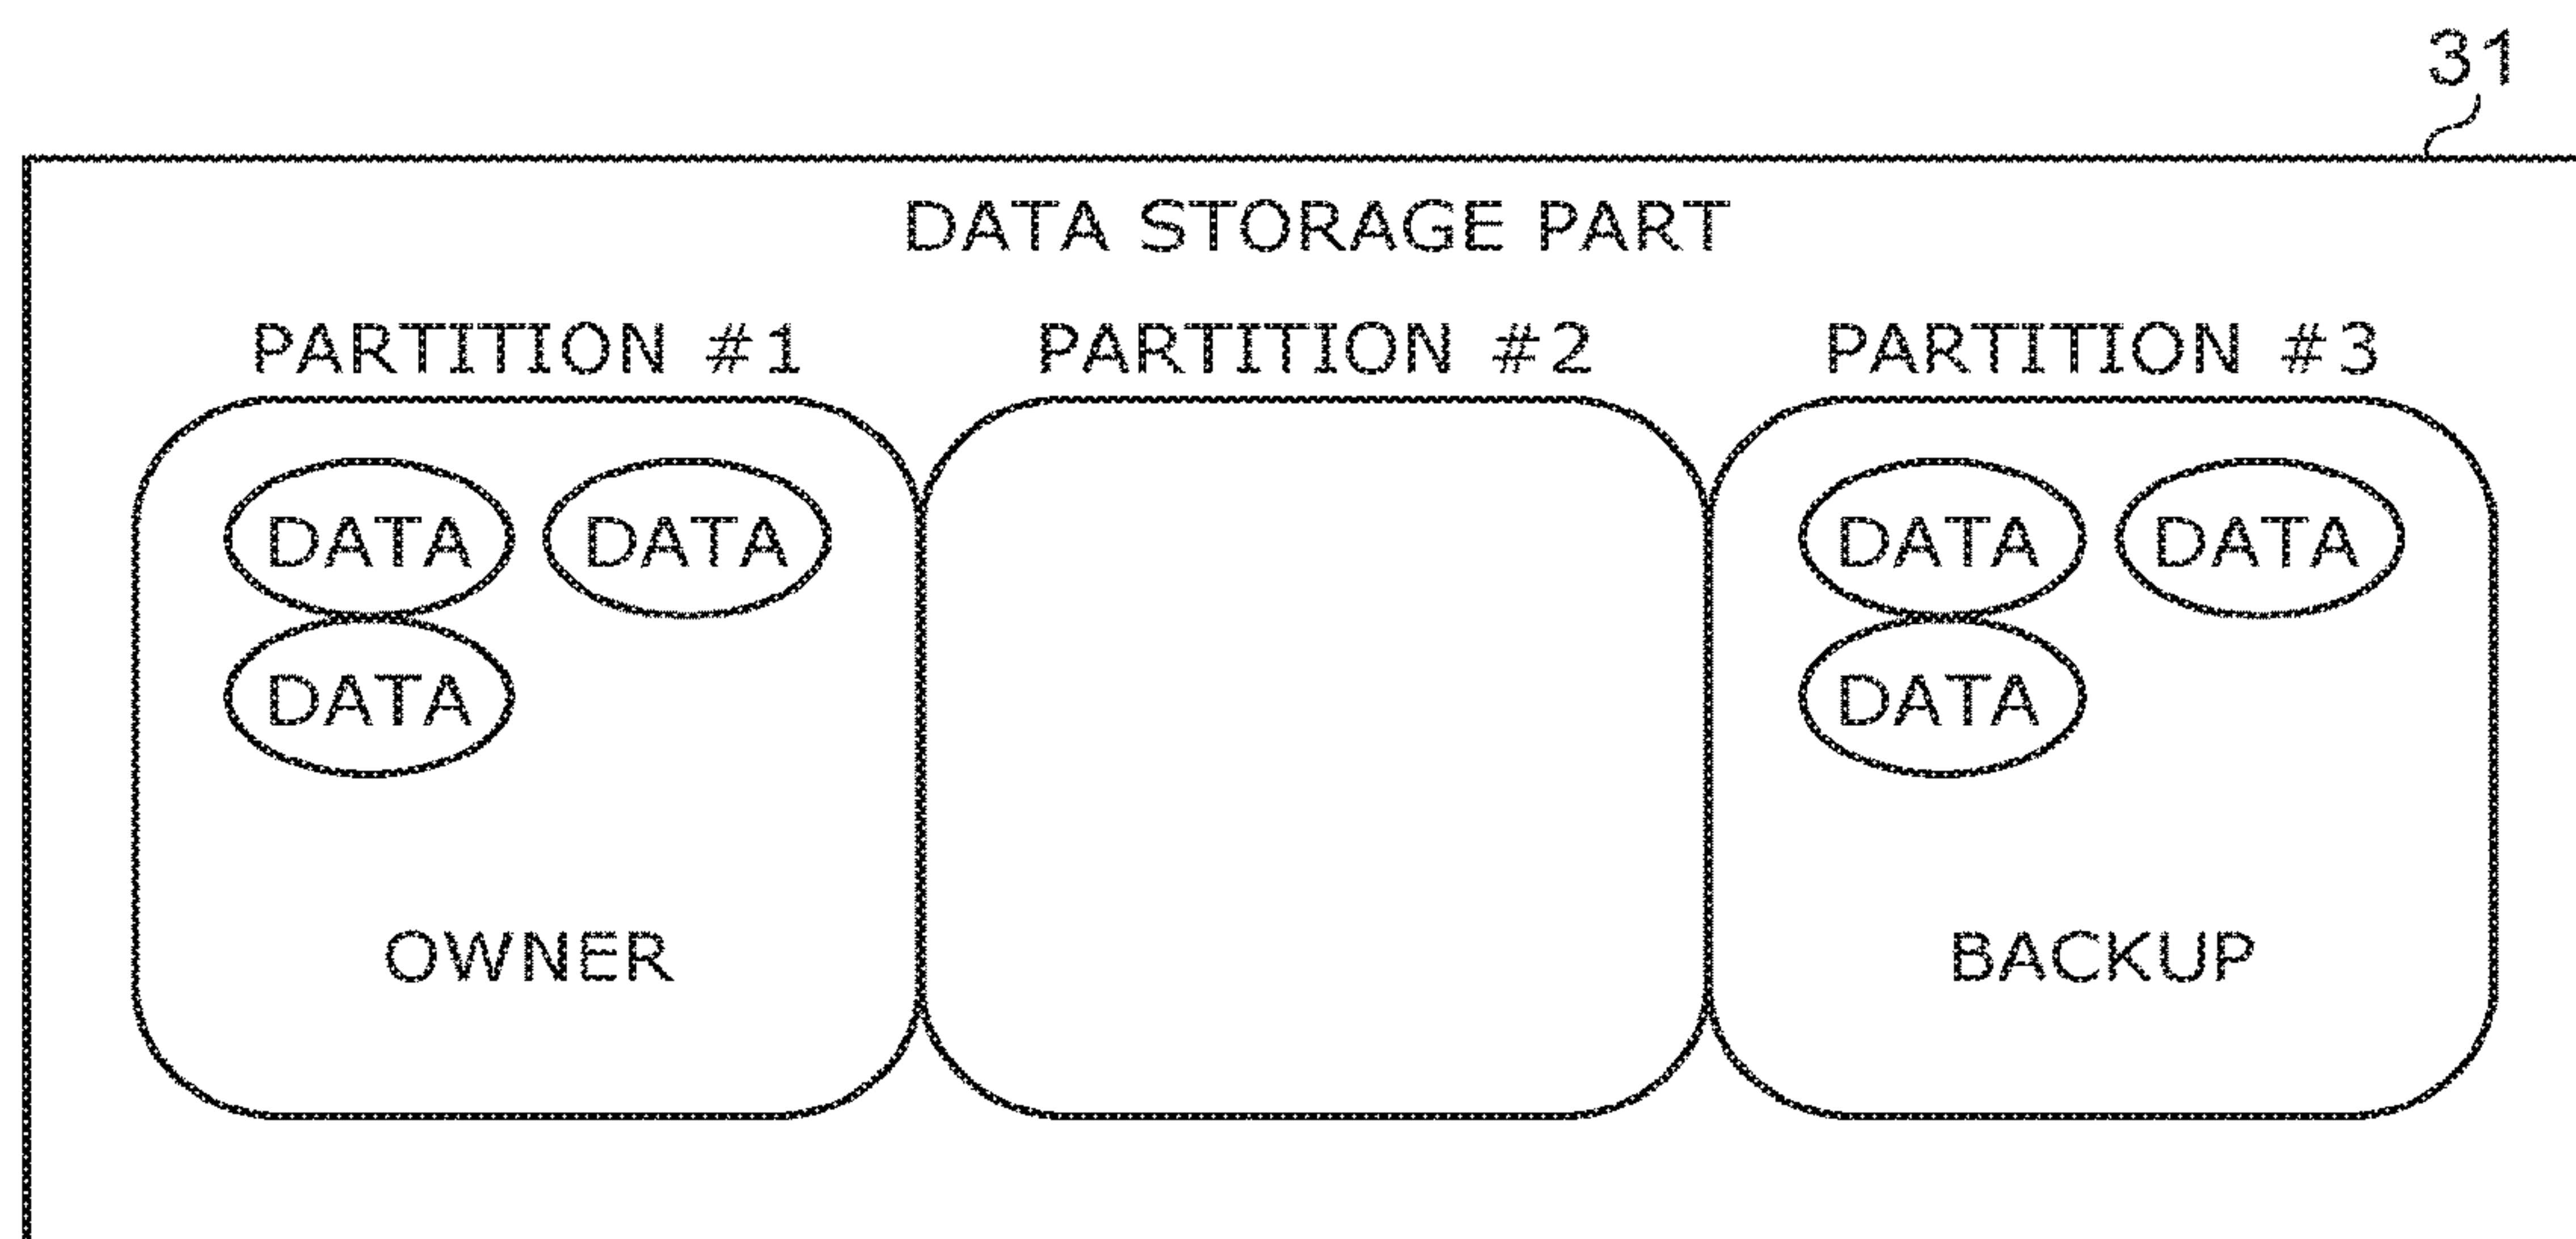 31
DATA STORAGE PART
PARTITION #1 PARTITION #2 PARTITION #3
DATA DATA DATA DATA
DATA DATA
OWNER BACKUP